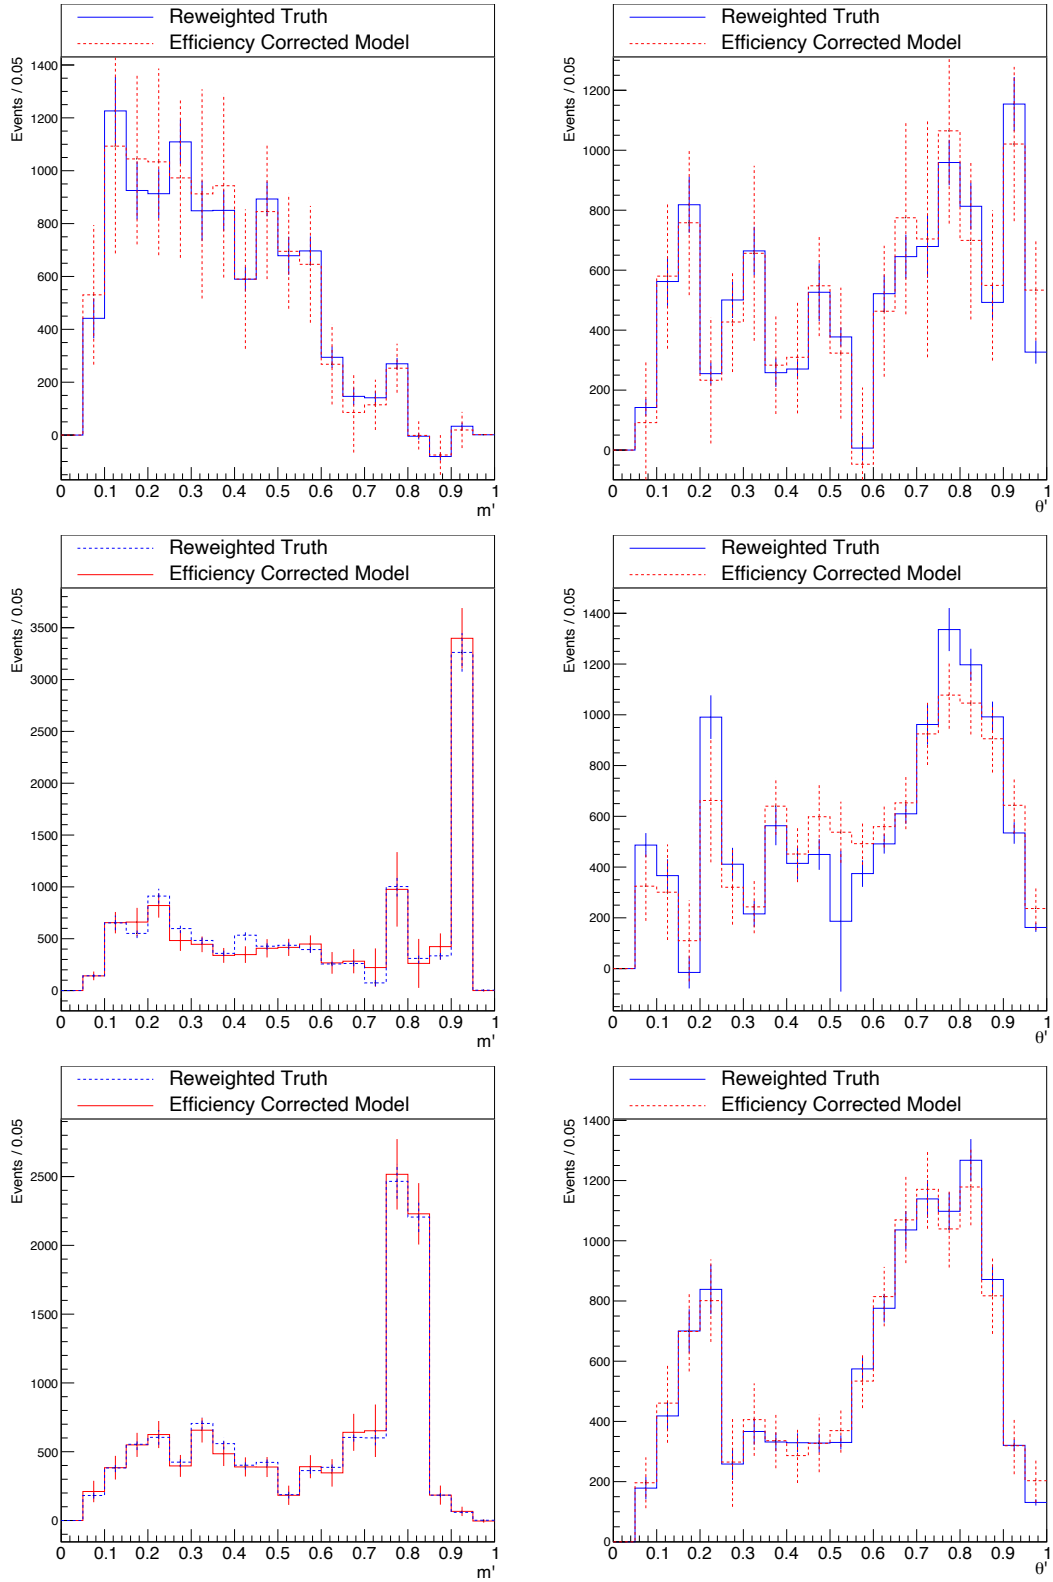 Reweighted Truth
Efficiency Corrected Model
Events / 0.05
1400
1200
1000
800
600
400
200
0
0 0.1 0.2 0.3 0.4 0.5 0.6 0.7 0.8 0.9 1
m'
Reweighted Truth
Efficiency Corrected Model
Events / 0.05
1200
1000
800
600
400
200
0
0 0.1 0.2 0.3 0.4 0.5 0.6 0.7 0.8 0.9 1
θ'
Reweighted Truth
Efficiency Corrected Model
Events / 0.05
3500
3000
2500
2000
1500
1000
500
0
0 0.1 0.2 0.3 0.4 0.5 0.6 0.7 0.8 0.9 1
m'
Reweighted Truth
Efficiency Corrected Model
Events / 0.05
1400
1200
1000
800
600
400
200
0
0 0.1 0.2 0.3 0.4 0.5 0.6 0.7 0.8 0.9 1
θ'
Reweighted Truth
Efficiency Corrected Model
Events / 0.05
2500
2000
1500
1000
500
0
0 0.1 0.2 0.3 0.4 0.5 0.6 0.7 0.8 0.9 1
m'
Reweighted Truth
Efficiency Corrected Model
Events / 0.05
1400
1200
1000
800
600
400
200
0
0 0.1 0.2 0.3 0.4 0.5 0.6 0.7 0.8 0.9 1
θ'